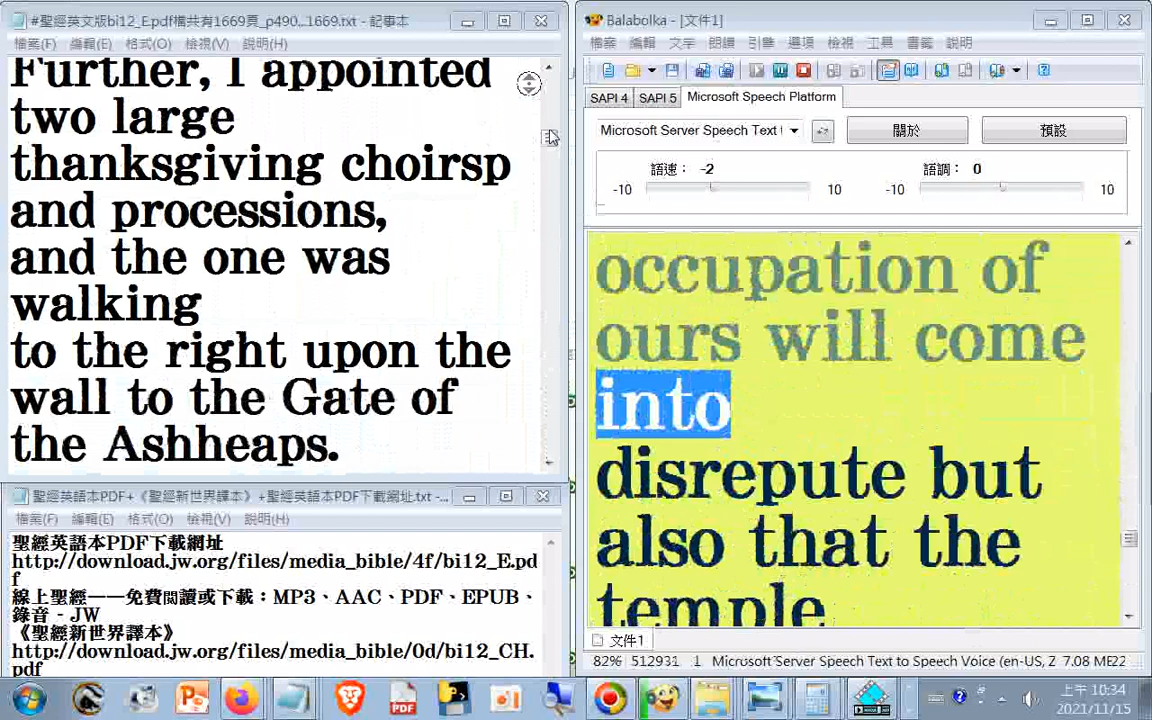 #聖經英文版bi12_E.pdf檔共有1669頁_p490,..1669.txt - 記事本
檔案(F) 編輯(E) 格式(O) 檢視(V) 說明(H)
Further, I appointed
two large
thanksgiving choirsp
and processions,
and the one was
walking
to the right upon the
wall to the Gate of
the Ashheaps.
聖經英語本PDF+《聖經新世界譯本》+聖經英語本PDF下載網址.txt -...
檔案(F) 編輯(E) 格式(O) 檢視(V) 說明(H)
聖經英語本PDF下載網址
http://download.jw.org/files/media_bible/4f/bi12_E.pd
f
線上聖經——免費閱讀或下載：MP3、AAC、PDF、EPUB、
錄音 - JW
《聖經新世界譯本》
http://download.jw.org/files/media_bible/0d/bi12_CH.
pdf
Balabolka - [文件1]
檔案 編輯 文字 朗讀 引擎 選項 檢視 工具 書籤 說明
SAPI 4 SAPI 5 Microsoft Speech Platform
Microsoft Server Speech Text 關於 預設
語速： -2 語調： 0
-10 10 -10 10
occupation of
ours will come
into
disrepute but
also that the
temple
文件1
82% 512931 1 Microsoft Server Speech Text to Speech Voice (en-US, Z 7.08 ME22
PDF
上午 10:34
2021/11/15